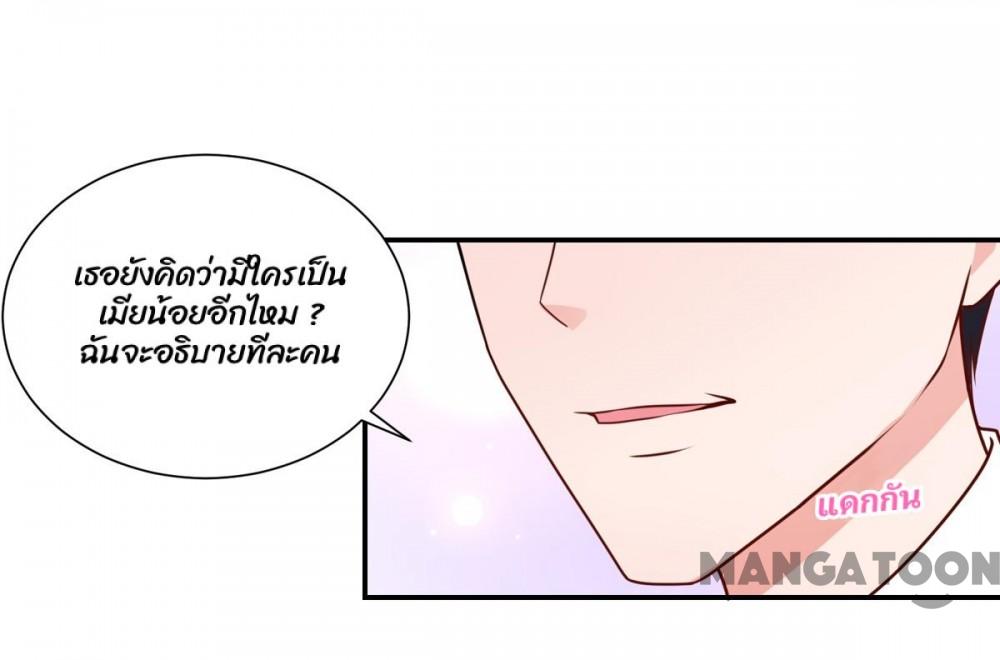 เธอยังคิดว่ามีใครเป็น
เมียน้อยอีกไหม ?
ฉันจะอธิบายทีละคน
แดกกัน
MANGATOON